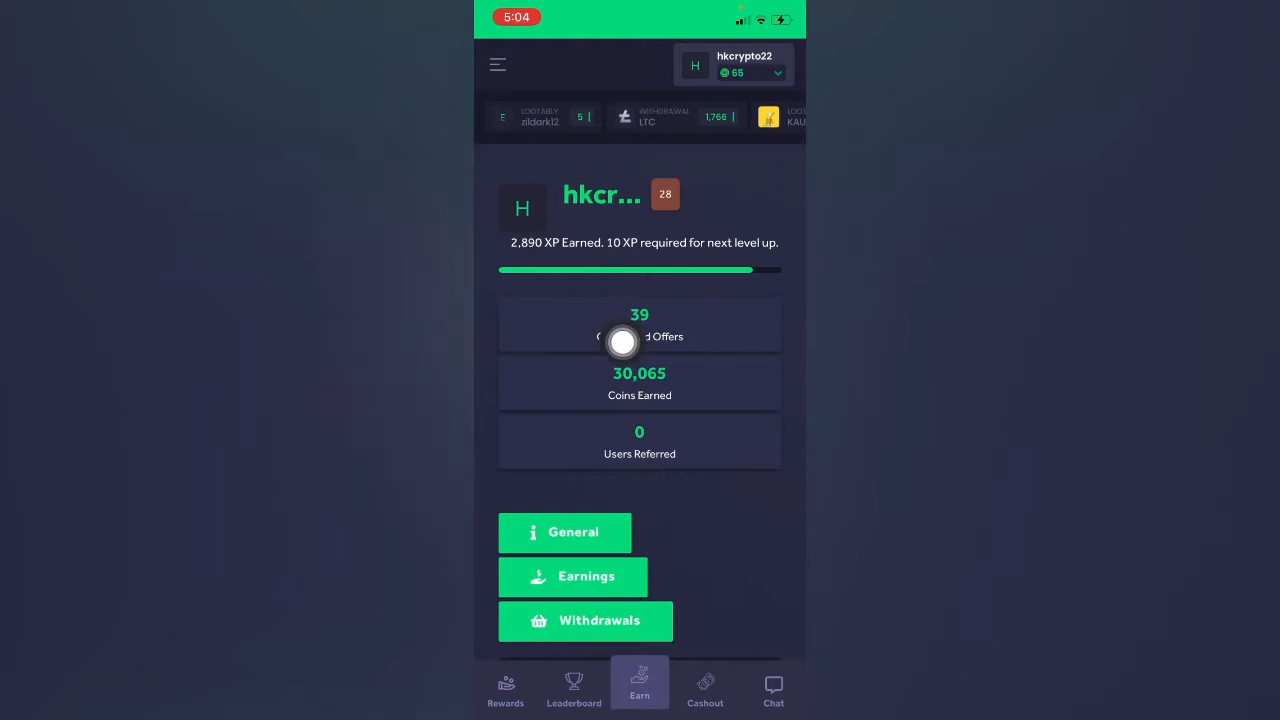 5:04
hkcrypto22
H
65
E
LOOTABLY
zildark12
5
WITHDRAWAL
LTC
1,766
LOOT
KAU
H
hkcr...
28
2,890 XP Earned. 10 XP required for next level up.
39
d Offers
30,065
Coins Earned
0
Users Referred
General
Earnings
Withdrawals
Rewards
Leaderboard
Earn
Cashout
Chat